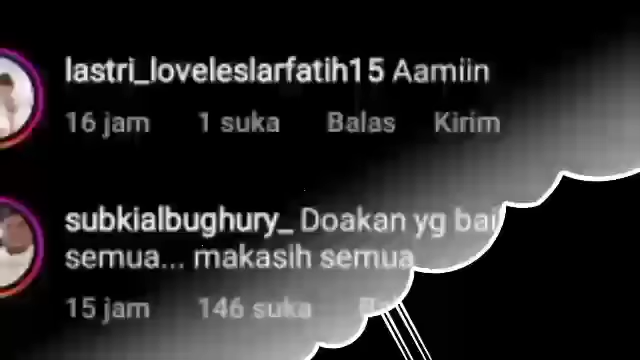 lastri_loveleslarfatih15 Aamiin
16 jam 1 suka Balas Kirim
subkialbughury_ Doakan yg
semua... makasih semua
15 jam 146 suka